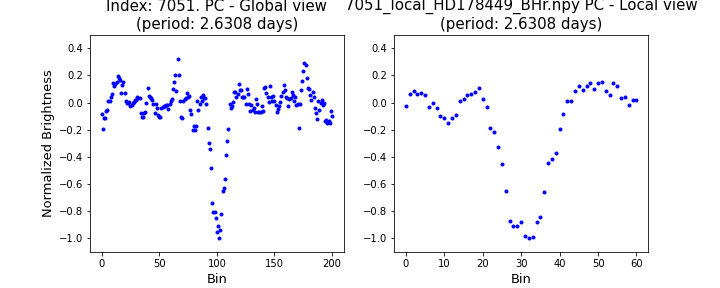 Index: 7051. PC - Global view
(period: 2.6308 days)
7051_local_HD178449_BHr.npy PC - Local view
(period: 2.6308 days)
Normalized Brightness
0.4
0.2
0.0
−0.2
−0.4
−0.6
−0.8
−1.0
0 50 100 150 200
Bin
0.4
0.2
0.0
−0.2
−0.4
−0.6
−0.8
−1.0
0 10 20 30 40 50 60
Bin